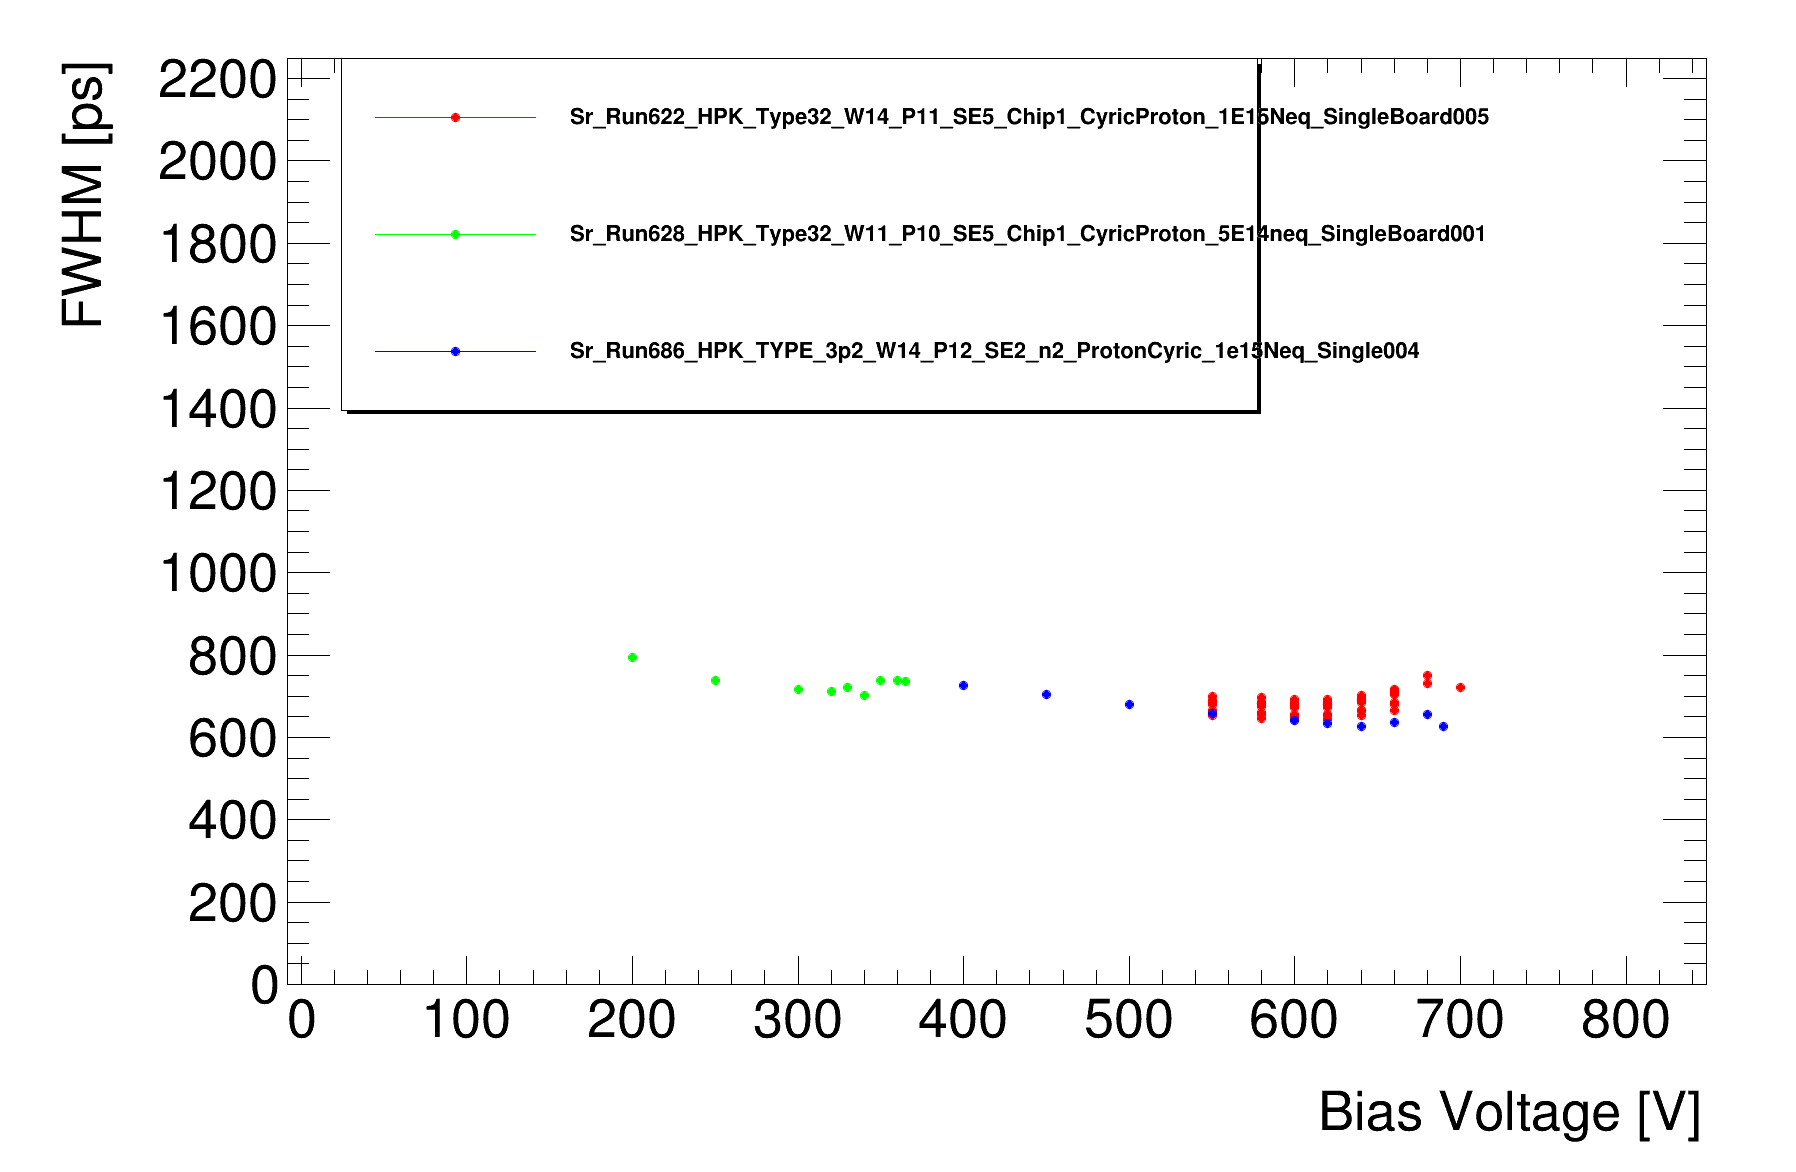 FWHM [ps]
2200
2000
1800
1600
1400
1200
1000
800
600
400
200
0
Sr_Run622_HPK_Type32_W14_P11_SE5_Chip1_CyricProton_1E15Neq_SingleBoard005
Sr_Run628_HPK_Type32_W11_P10_SE5_Chip1_CyricProton_5E14neq_SingleBoard001
Sr_Run686_HPK_TYPE_3p2_W14_P12_SE2_n2_ProtonCyric_1e15Neq_Single004
0 100 200 300 400 500 600 700 800
Bias Voltage [V]